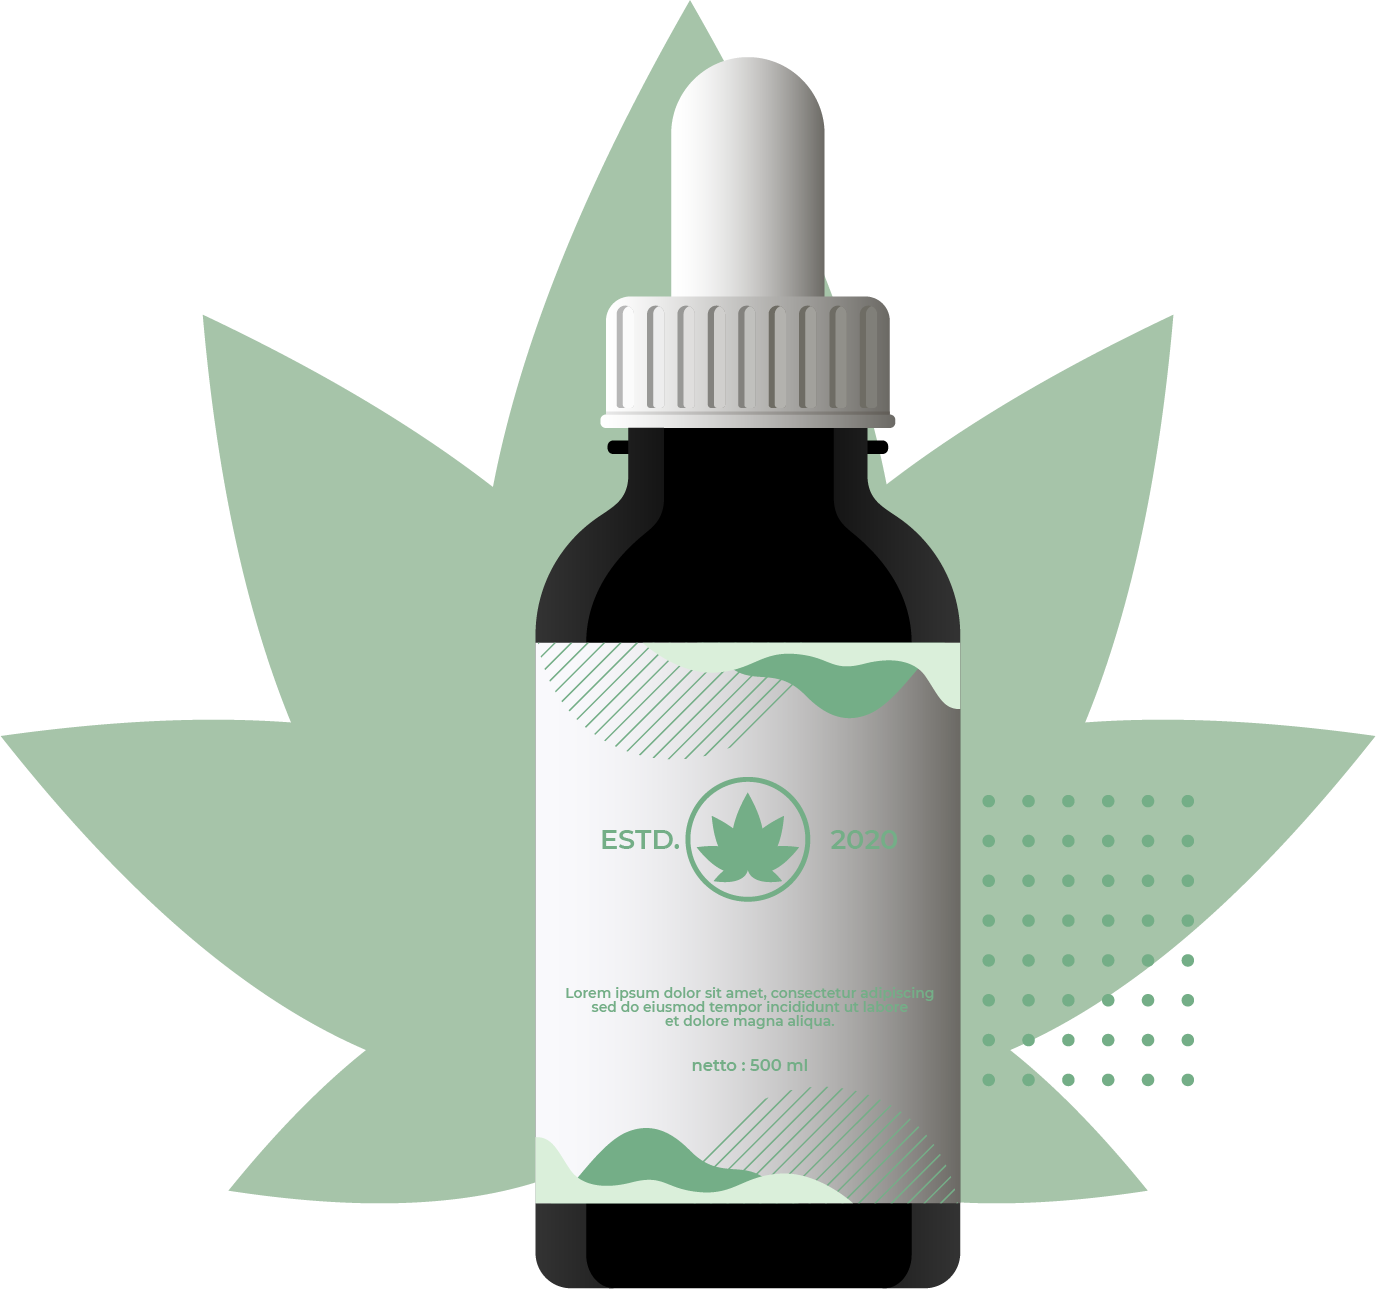 ESTD. 2020
Lorem ipsum dolor sit amet, consectetur adipiscing
sed do eiusmod tempor incididunt ut labore
et dolore magna aliqua.
netto : 500 ml